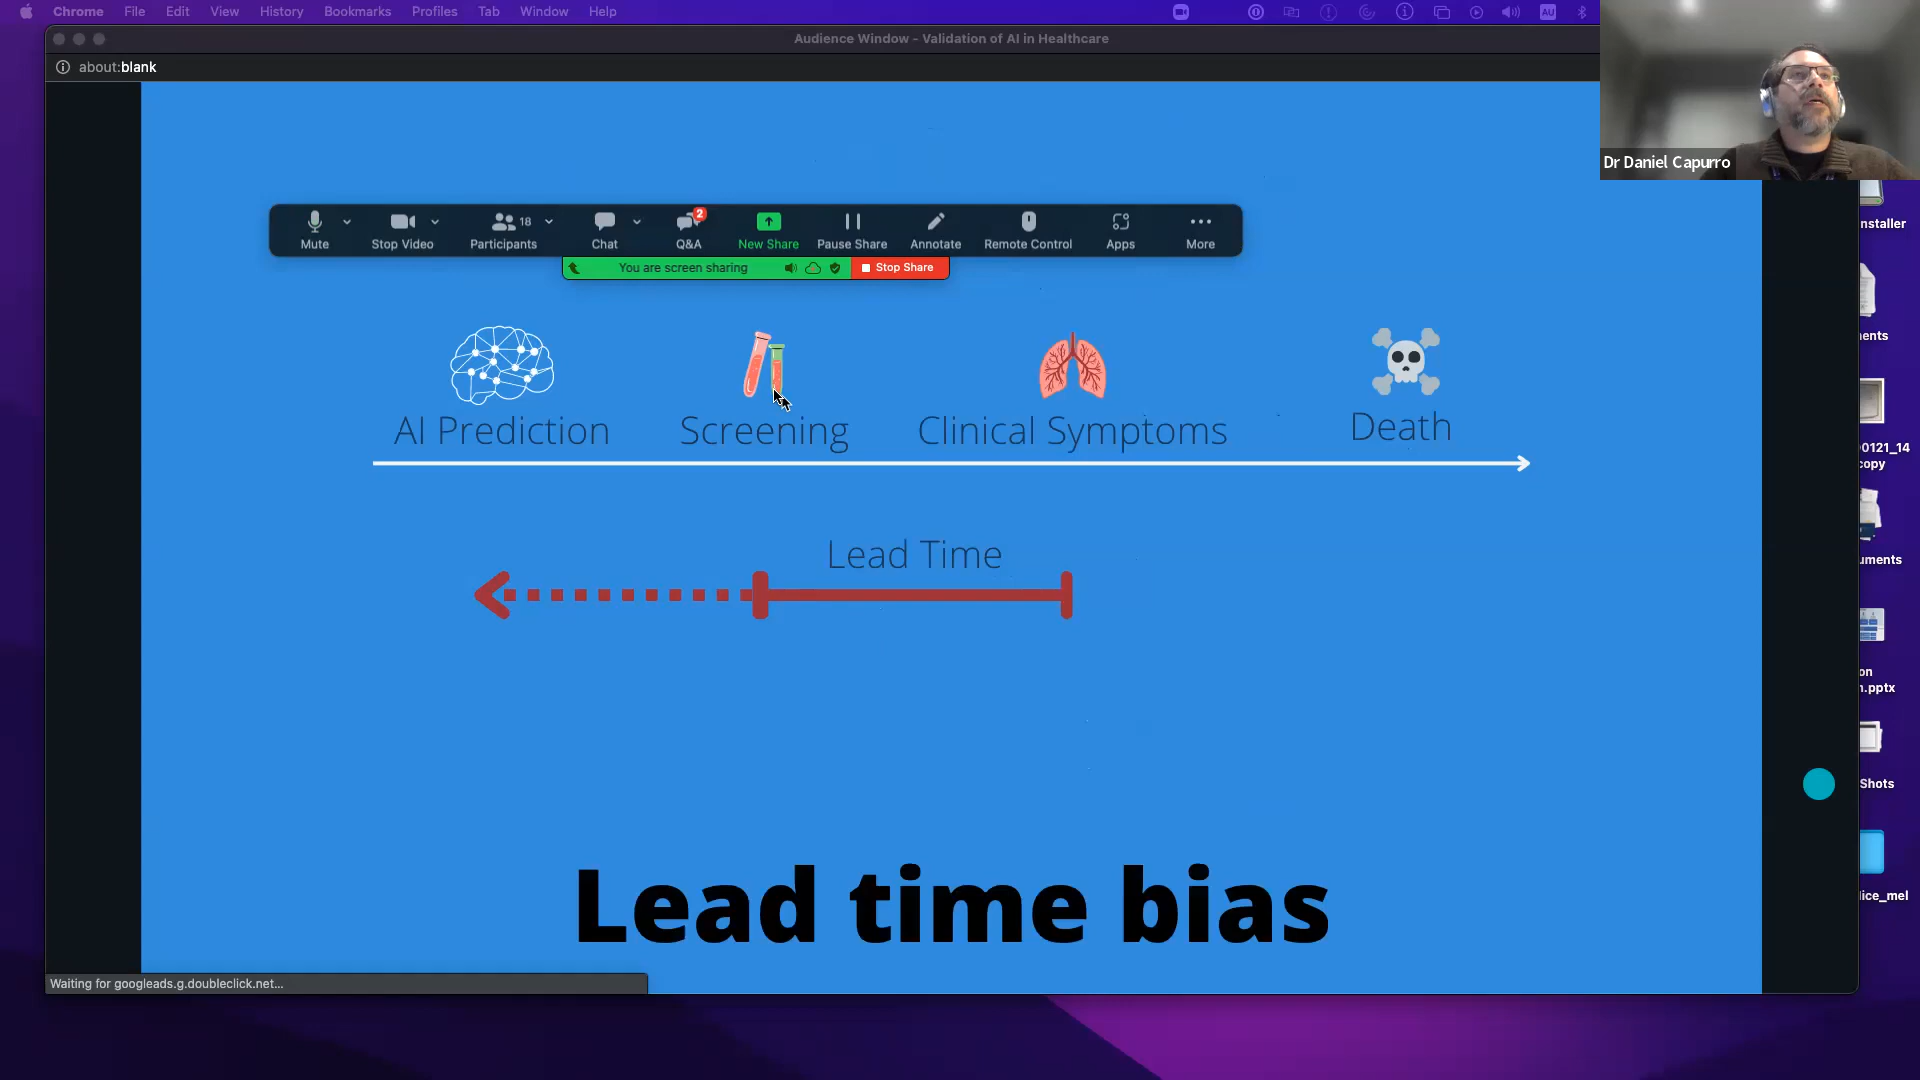 Chrome File Edit View History Bookmarks Profiles Tab Window Help
AU
Audience Window - Validation of AI in Healthcare
about:blank
Dr Daniel Capurro
18
2
Mute Stop Video Participants Chat Q&A New Share Pause Share Annotate Remote Control Apps More
You are screen sharing Stop Share
nstaller
ents
AI Prediction Screening Clinical Symptoms Death
0121_14
copy
Lead Time
uments
on
n.pptx
Shots
lice_mel
Lead time bias
Waiting for googleads.g.doubleclick.net...